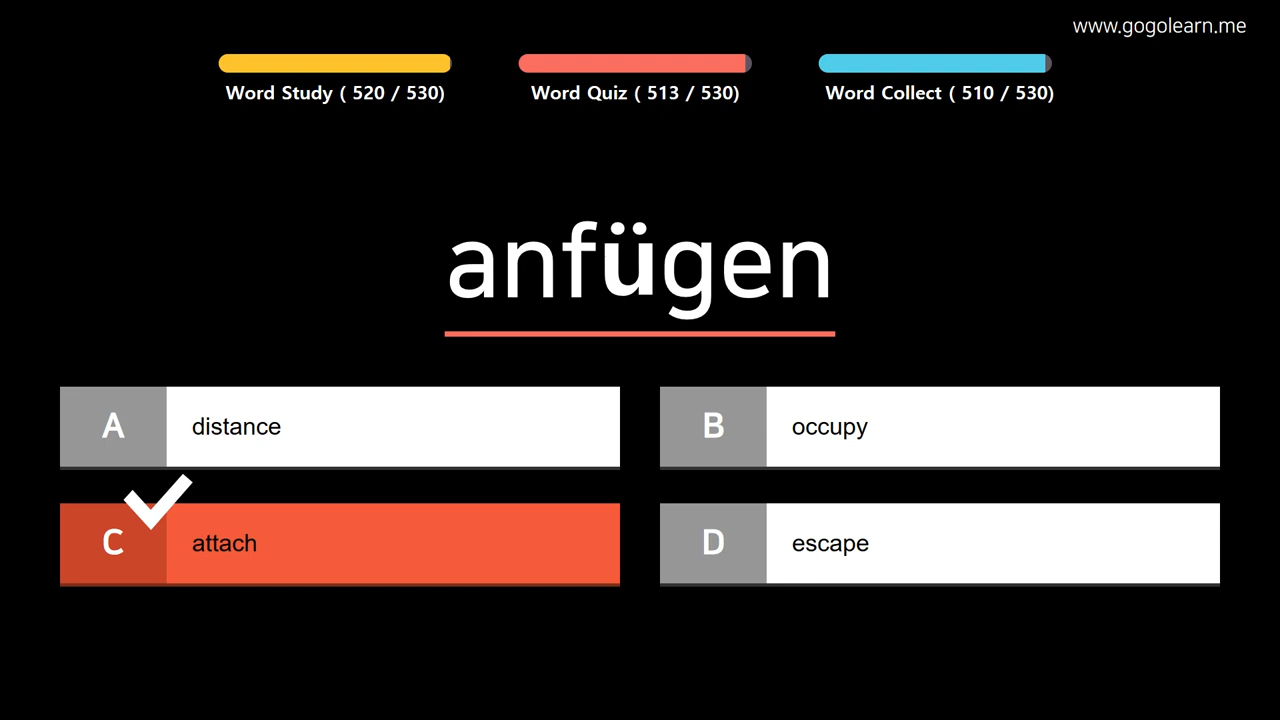 www.gogolearn.me
Word Study ( 520 / 530)
Word Quiz ( 513 / 530)
Word Collect ( 510 / 530)
anfügen
A distance
B occupy
C attach
D escape